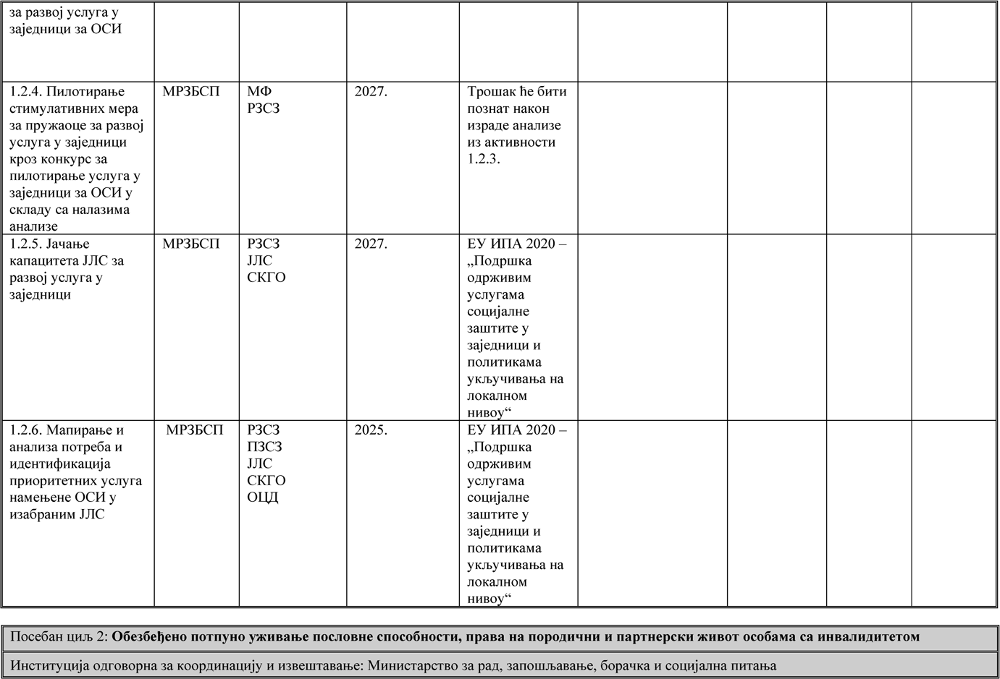 за развој услуга у
заједници за ОСИ
1.2.4. Пилотирање
стимулативних мера
за пружаоце за развој
услуга у заједници
кроз конкурс за
пилотирање услуга у
заједници за ОСИ у
складу са налазима
анализе
МРЗБСП
МФ
РЗСЗ
2027.
Трошак ће бити
познат након
израде анализе
из активности
1.2.3.
1.2.5. Јачање
капацитета ЈЛС за
развој услуга у
заједници
МРЗБСП
РЗСЗ
ЈЛС
СКГО
2027.
ЕУ ИПА 2020 –
„Подршка
одрживим
услугама
социјалне
заштите у
заједници и
политикама
укључивања на
локалном
нивоу“
1.2.6. Мапирање и
анализа потреба и
идентификација
приоритетних услуга
намењене ОСИ у
изабраним ЈЛС
МРЗБСП
РЗСЗ
ПЗСЗ
ЈЛС
СКГО
ОЦД
2025.
ЕУ ИПА 2020 –
„Подршка
одрживим
услугама
социјалне
заштите у
заједници и
политикама
укључивања на
локалном
нивоу“
Посебан циљ 2: Обезбеђено потпуно уживање пословне способности, права на породични и партнерски живот особама са инвалидитетом
Институција одговорна за координацију и извештавање: Министарство за рад, запошљавање, борачка и социјална питања